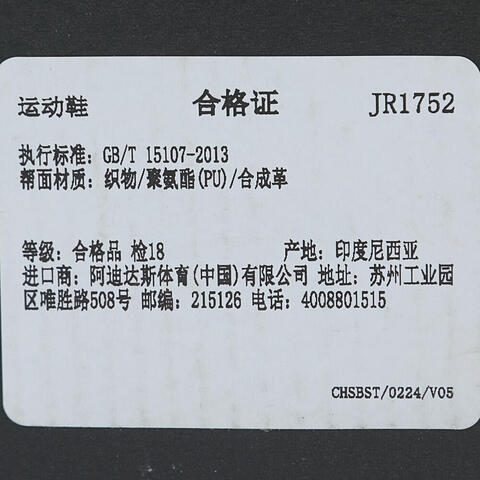 运动鞋 合格证 JR1752
执行标准: GB/T 15107-2013
帮面材质: 织物/聚氨酯(PU)/合成革
等级: 合格品 检18 产地: 印度尼西亚
进口商: 阿迪达斯体育(中国)有限公司 地址: 苏州工业园
区唯胜路508号 邮编: 215126 电话: 4008801515
CHSBST/0224/V05